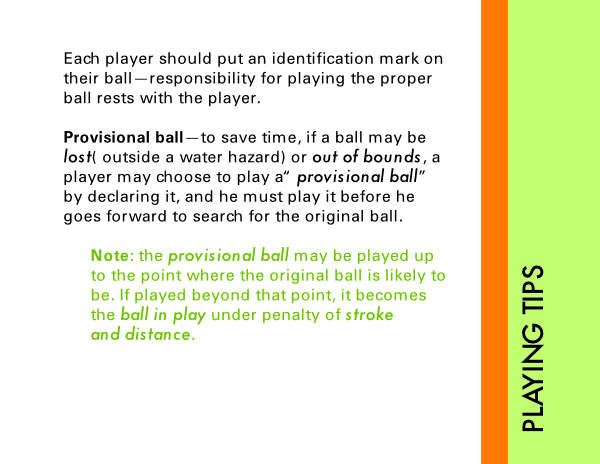 Each player should put an identification mark on
their ball—responsibility for playing the proper
ball rests with the player.
Provisional ball—to save time, if a ball may be
lost( outside a water hazard) or out of bounds, a
player may choose to play a“ provisional ball”
by declaring it, and he must play it before he
goes forward to search for the original ball.
Note: the provisional ball may be played up
to the point where the original ball is likely to
be. If played beyond that point, it becomes
the ball in play under penalty of stroke
and distance.
PLAYING TIPS